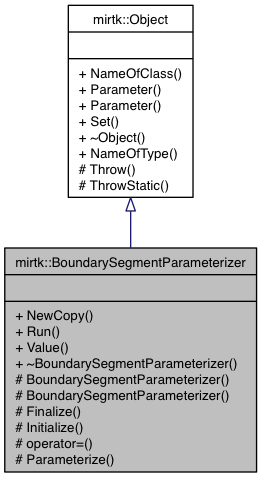 mirtk::Object
+ NameOfClass()
+ Parameter()
+ Parameter()
+ Set()
+ ~Object()
+ NameOfType()
# Throw()
# ThrowStatic()
mirtk::BoundarySegmentParameterizer
+ NewCopy()
+ Run()
+ Value()
+ ~BoundarySegmentParameterizer()
# BoundarySegmentParameterizer()
# BoundarySegmentParameterizer()
# Finalize()
# Initialize()
# operator=()
# Parameterize()